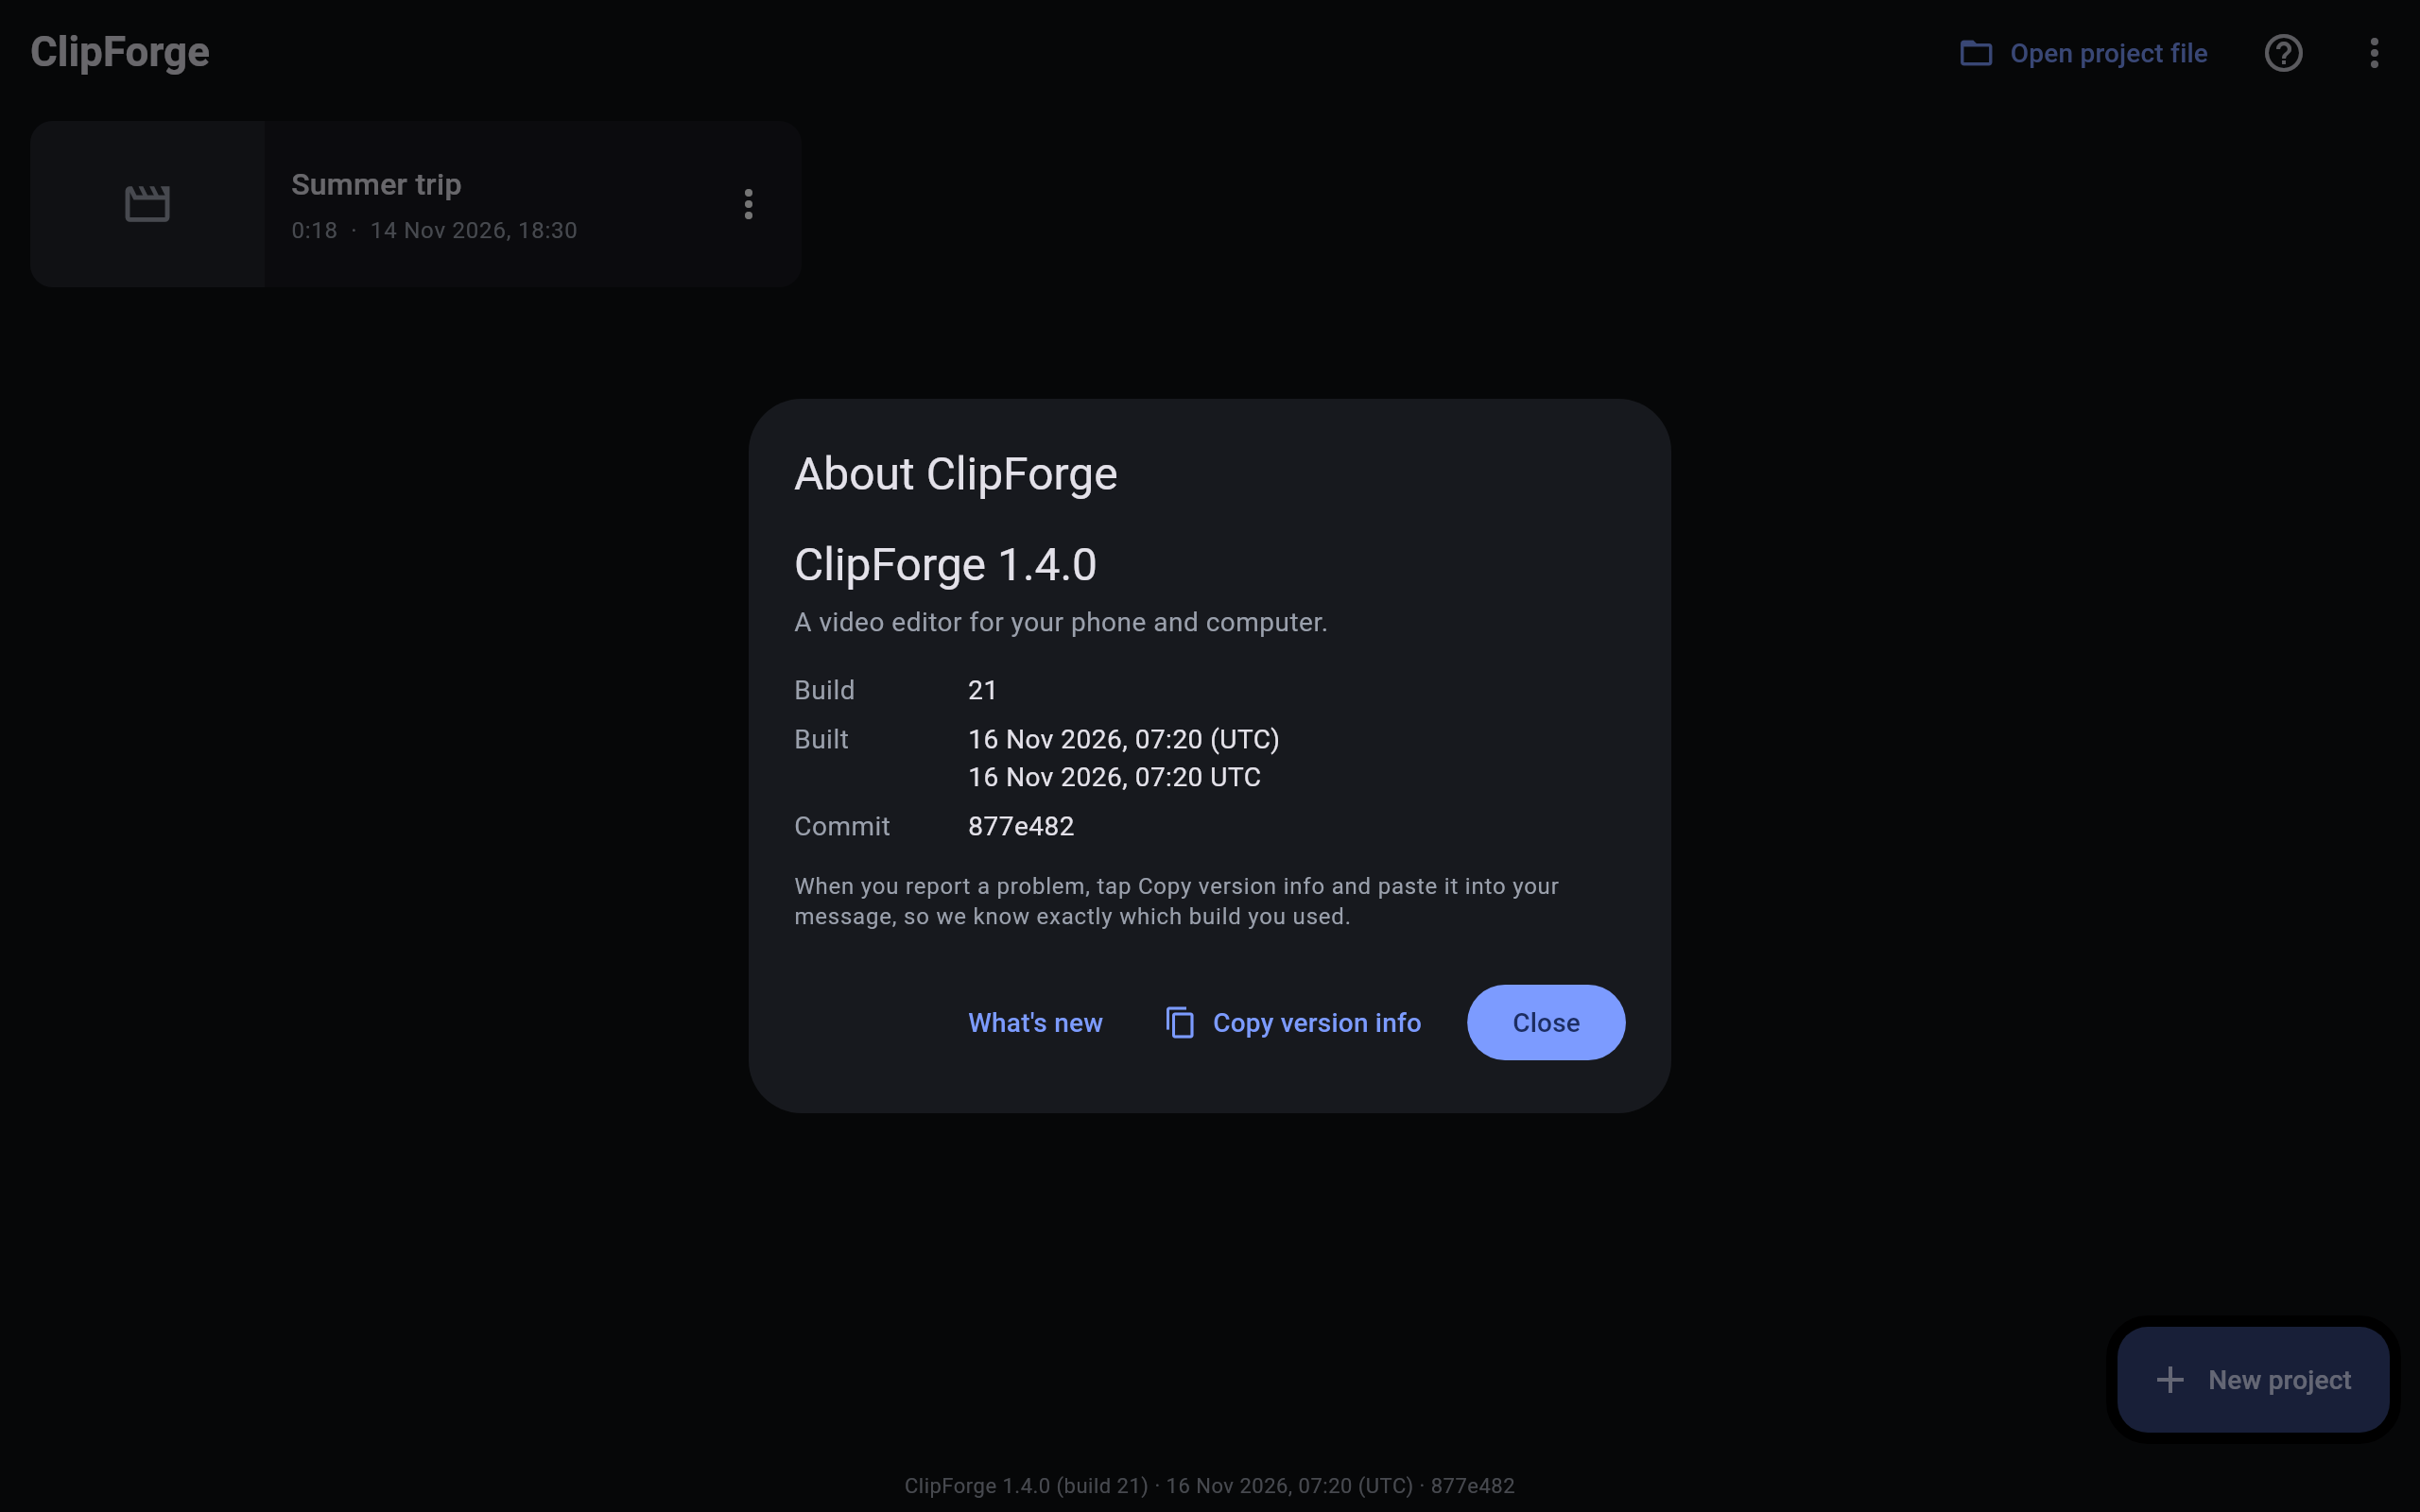 ClipForge
Open project file
Summer trip
0:18 · 14 Nov 2026, 18:30
About ClipForge
ClipForge 1.4.0
A video editor for your phone and computer.
Build 21
Built 16 Nov 2026, 07:20 (UTC)
16 Nov 2026, 07:20 UTC
Commit 877e482
When you report a problem, tap Copy version info and paste it into your
message, so we know exactly which build you used.
What's new Copy version info Close
New project
ClipForge 1.4.0 (build 21) · 16 Nov 2026, 07:20 (UTC) · 877e482